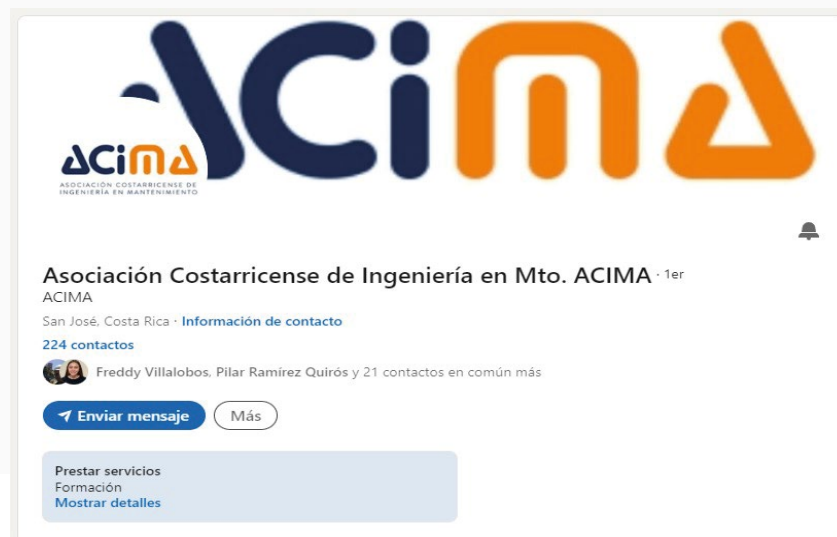 ACiMA
ACiMA
ASOCIACIÓN COSTARRICENSE DE
INGENIERÍA EN MANTENIMIENTO
Asociación Costarricense de Ingeniería en Mto. ACIMA · 1er
ACIMA
San José, Costa Rica · Información de contacto
224 contactos
Freddy Villalobos, Pilar Ramírez Quirós y 21 contactos en común más
Enviar mensaje
Más
Prestar servicios
Formación
Mostrar detalles